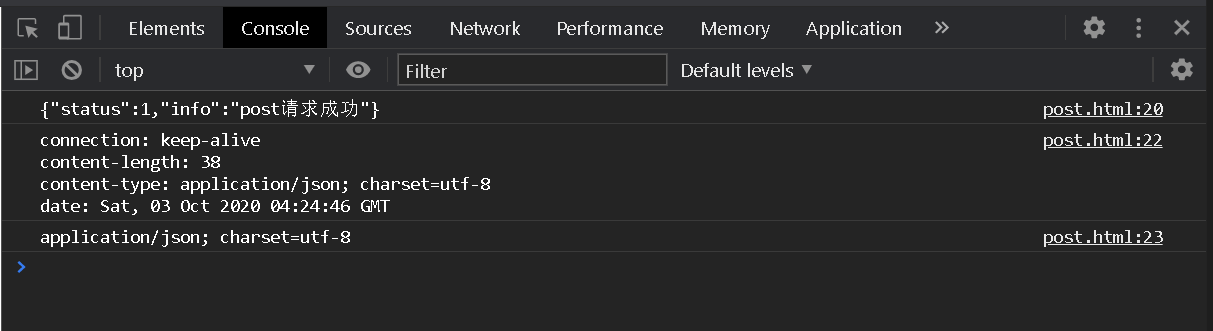 Elements Console Sources Network Performance Memory Application »
top Filter Default levels
{"status":1,"info":"post请求成功"} post.html:20
connection: keep-alive post.html:22
content-length: 38
content-type: application/json; charset=utf-8
date: Sat, 03 Oct 2020 04:24:46 GMT
application/json; charset=utf-8 post.html:23